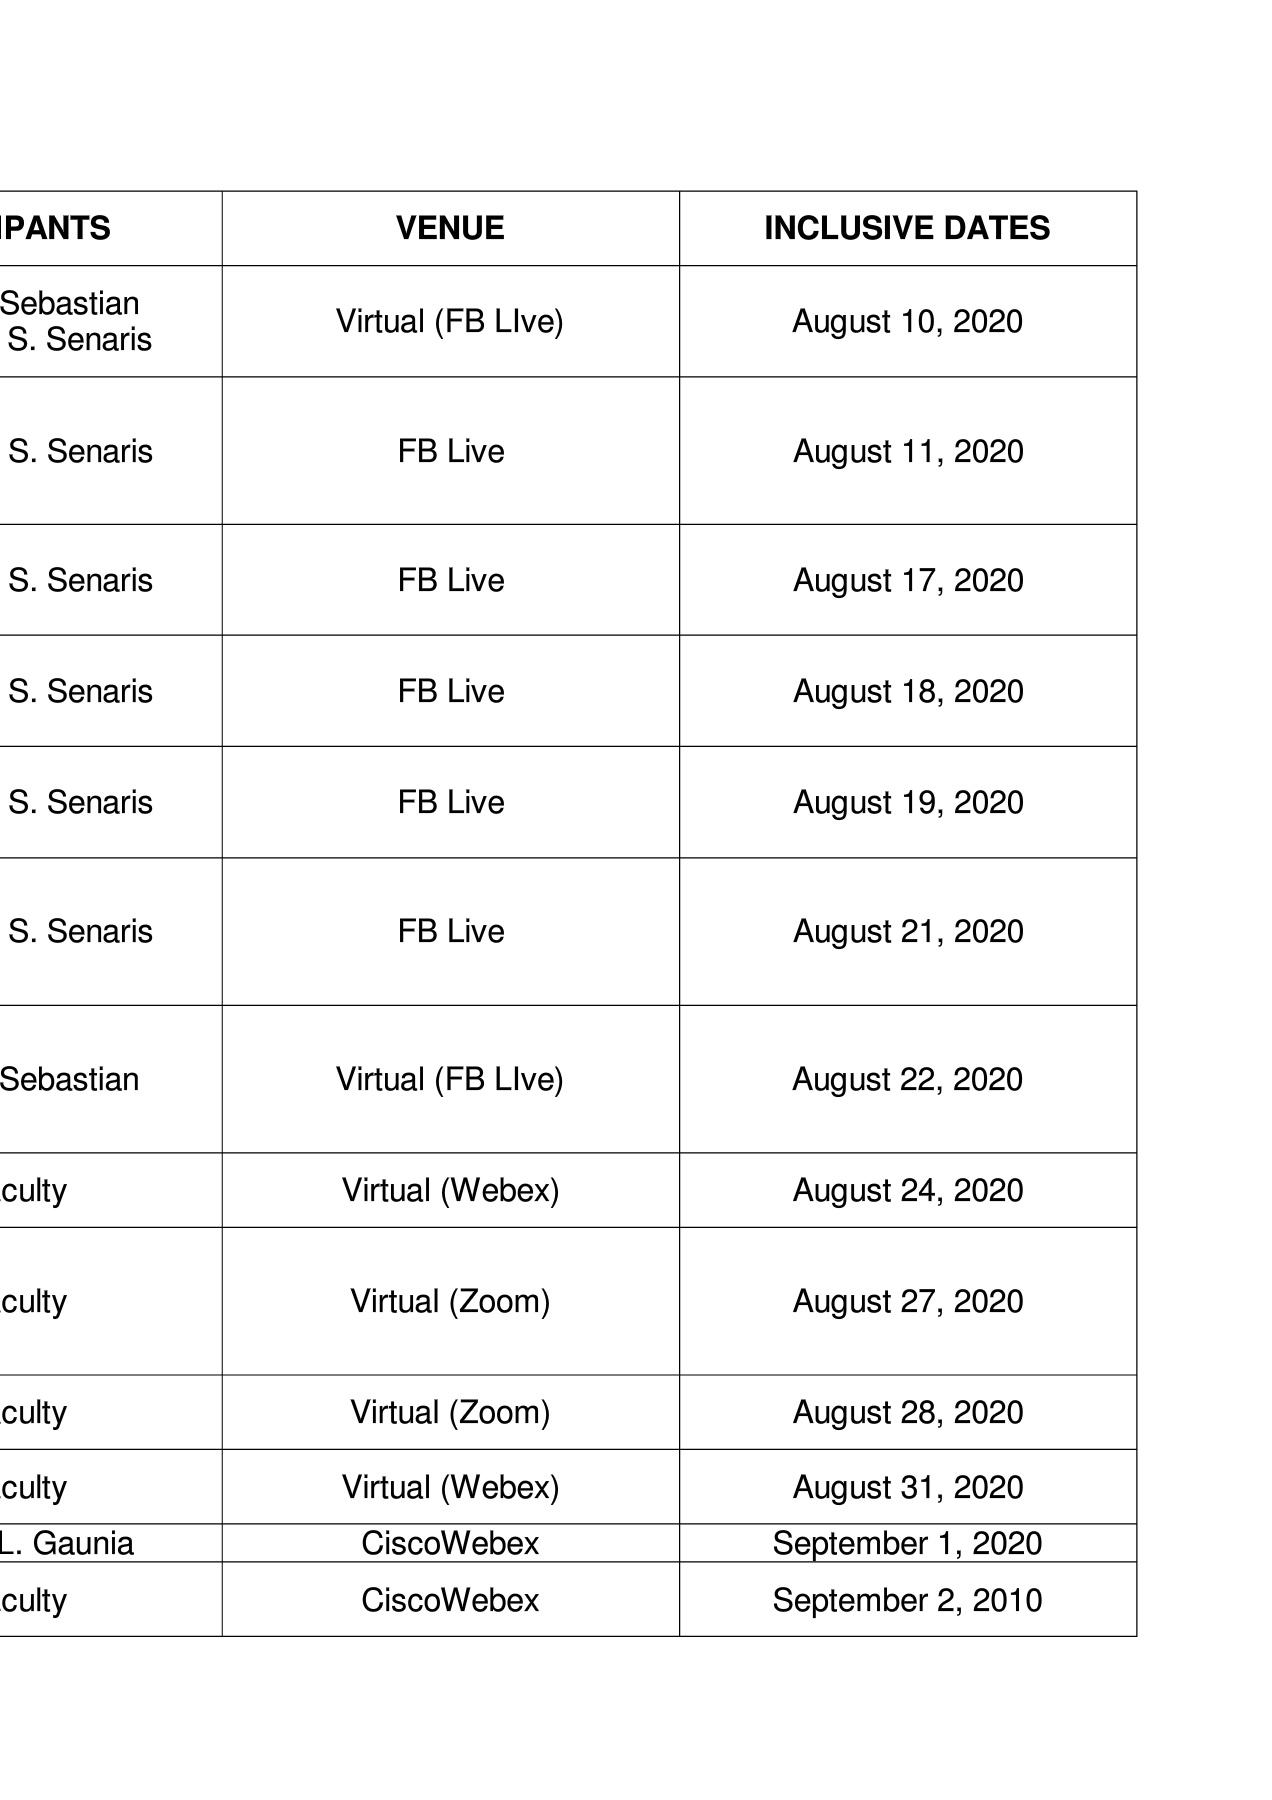 IPANTS VENUE INCLUSIVE DATES
Sebastian
S. Senaris Virtual (FB LIve) August 10, 2020
S. Senaris FB Live August 11, 2020
S. Senaris FB Live August 17, 2020
S. Senaris FB Live August 18, 2020
S. Senaris FB Live August 19, 2020
S. Senaris FB Live August 21, 2020
Sebastian Virtual (FB LIve) August 22, 2020
culty Virtual (Webex) August 24, 2020
culty Virtual (Zoom) August 27, 2020
culty Virtual (Zoom) August 28, 2020
culty Virtual (Webex) August 31, 2020
L. Gaunia CiscoWebex September 1, 2020
culty CiscoWebex September 2, 2010